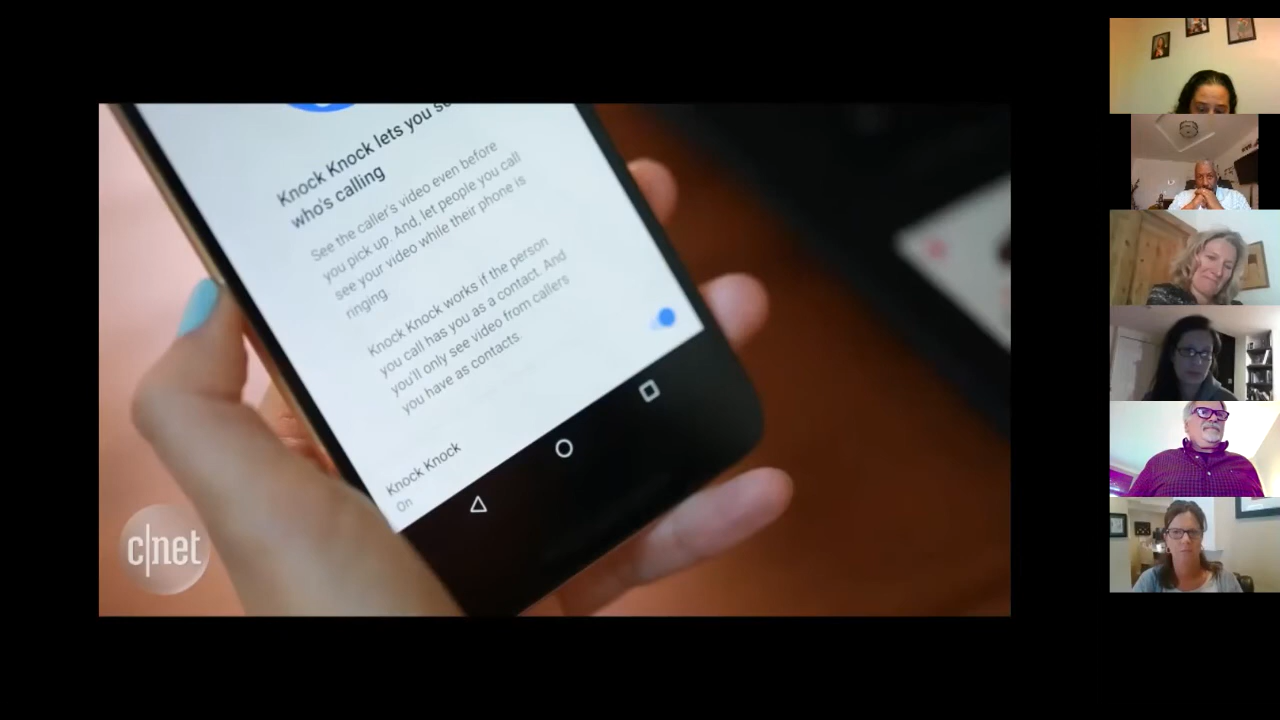 Knock Knock lets you
who's calling
See the caller's video even before
you pick up. And, let people you call
see your video while their phone is
ringing.
Knock Knock works if the person
you call has you as a contact. And
you'll only see video from callers
you have as contacts.
Knock Knock
On
c|net